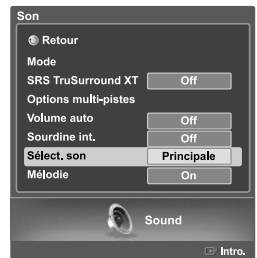 Son
Retour
Mode
SRS TruSurround XT Off
Options multi-pistes
Volume auto Off
Sourdine int. Off
Sélect. son Principale
Mélodie On
Sound
Intro.